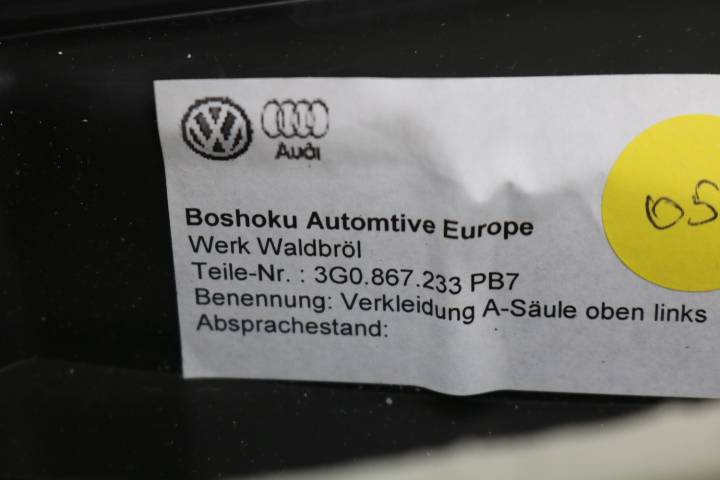 Audi
Boshoku Automtive Europe
Werk Waldbröl
Teile-Nr. : 3G0.867.233 PB7
Benennung: Verkleidung A-Säule oben links
Absprachestand:
05